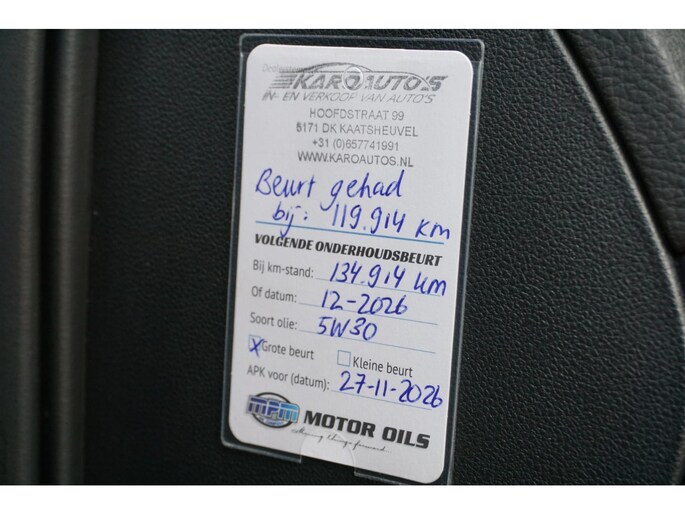 KAROAUTO'S
IN- EN VERKOOP VAN AUTO'S
HOOFDSTRAAT 99
5171 DK KAATSHEUVEL
+31 (0)657741991
WWW.KAROAUTOS.NL
Beurt gehad
bij: 119.914 km
VOLGENDE ONDERHOUDSBEURT
Bij km-stand: 134.914 km
Of datum: 12-2026
Soort olie: 5W30
X Grote beurt Kleine beurt
APK voor (datum): 27-11-2026
MPM MOTOR OILS